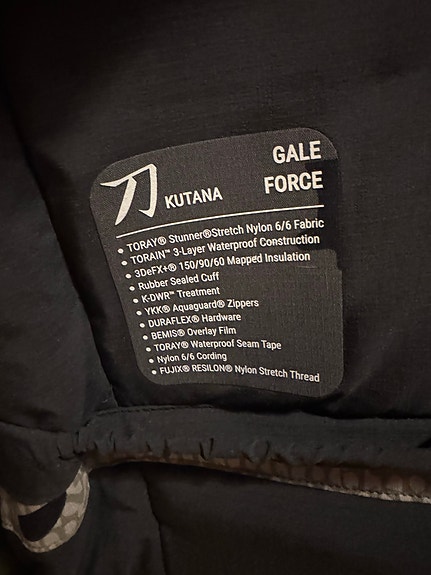 刀 KUTANA
GALE
FORCE
• TORAY® Stunner®Stretch Nylon 6/6 Fabric
• TORAIN™ 3-Layer Waterproof Construction
• 3DeFX+® 150/90/60 Mapped Insulation
• Rubber Sealed Cuff
• K-DWR™ Treatment
• YKK® Aquaguard® Zippers
• DURAFLEX® Hardware
• BEMIS® Overlay Film
• TORAY® Waterproof Seam Tape
• Nylon 6/6 Cording
• FUJIX® RESILON® Nylon Stretch Thread